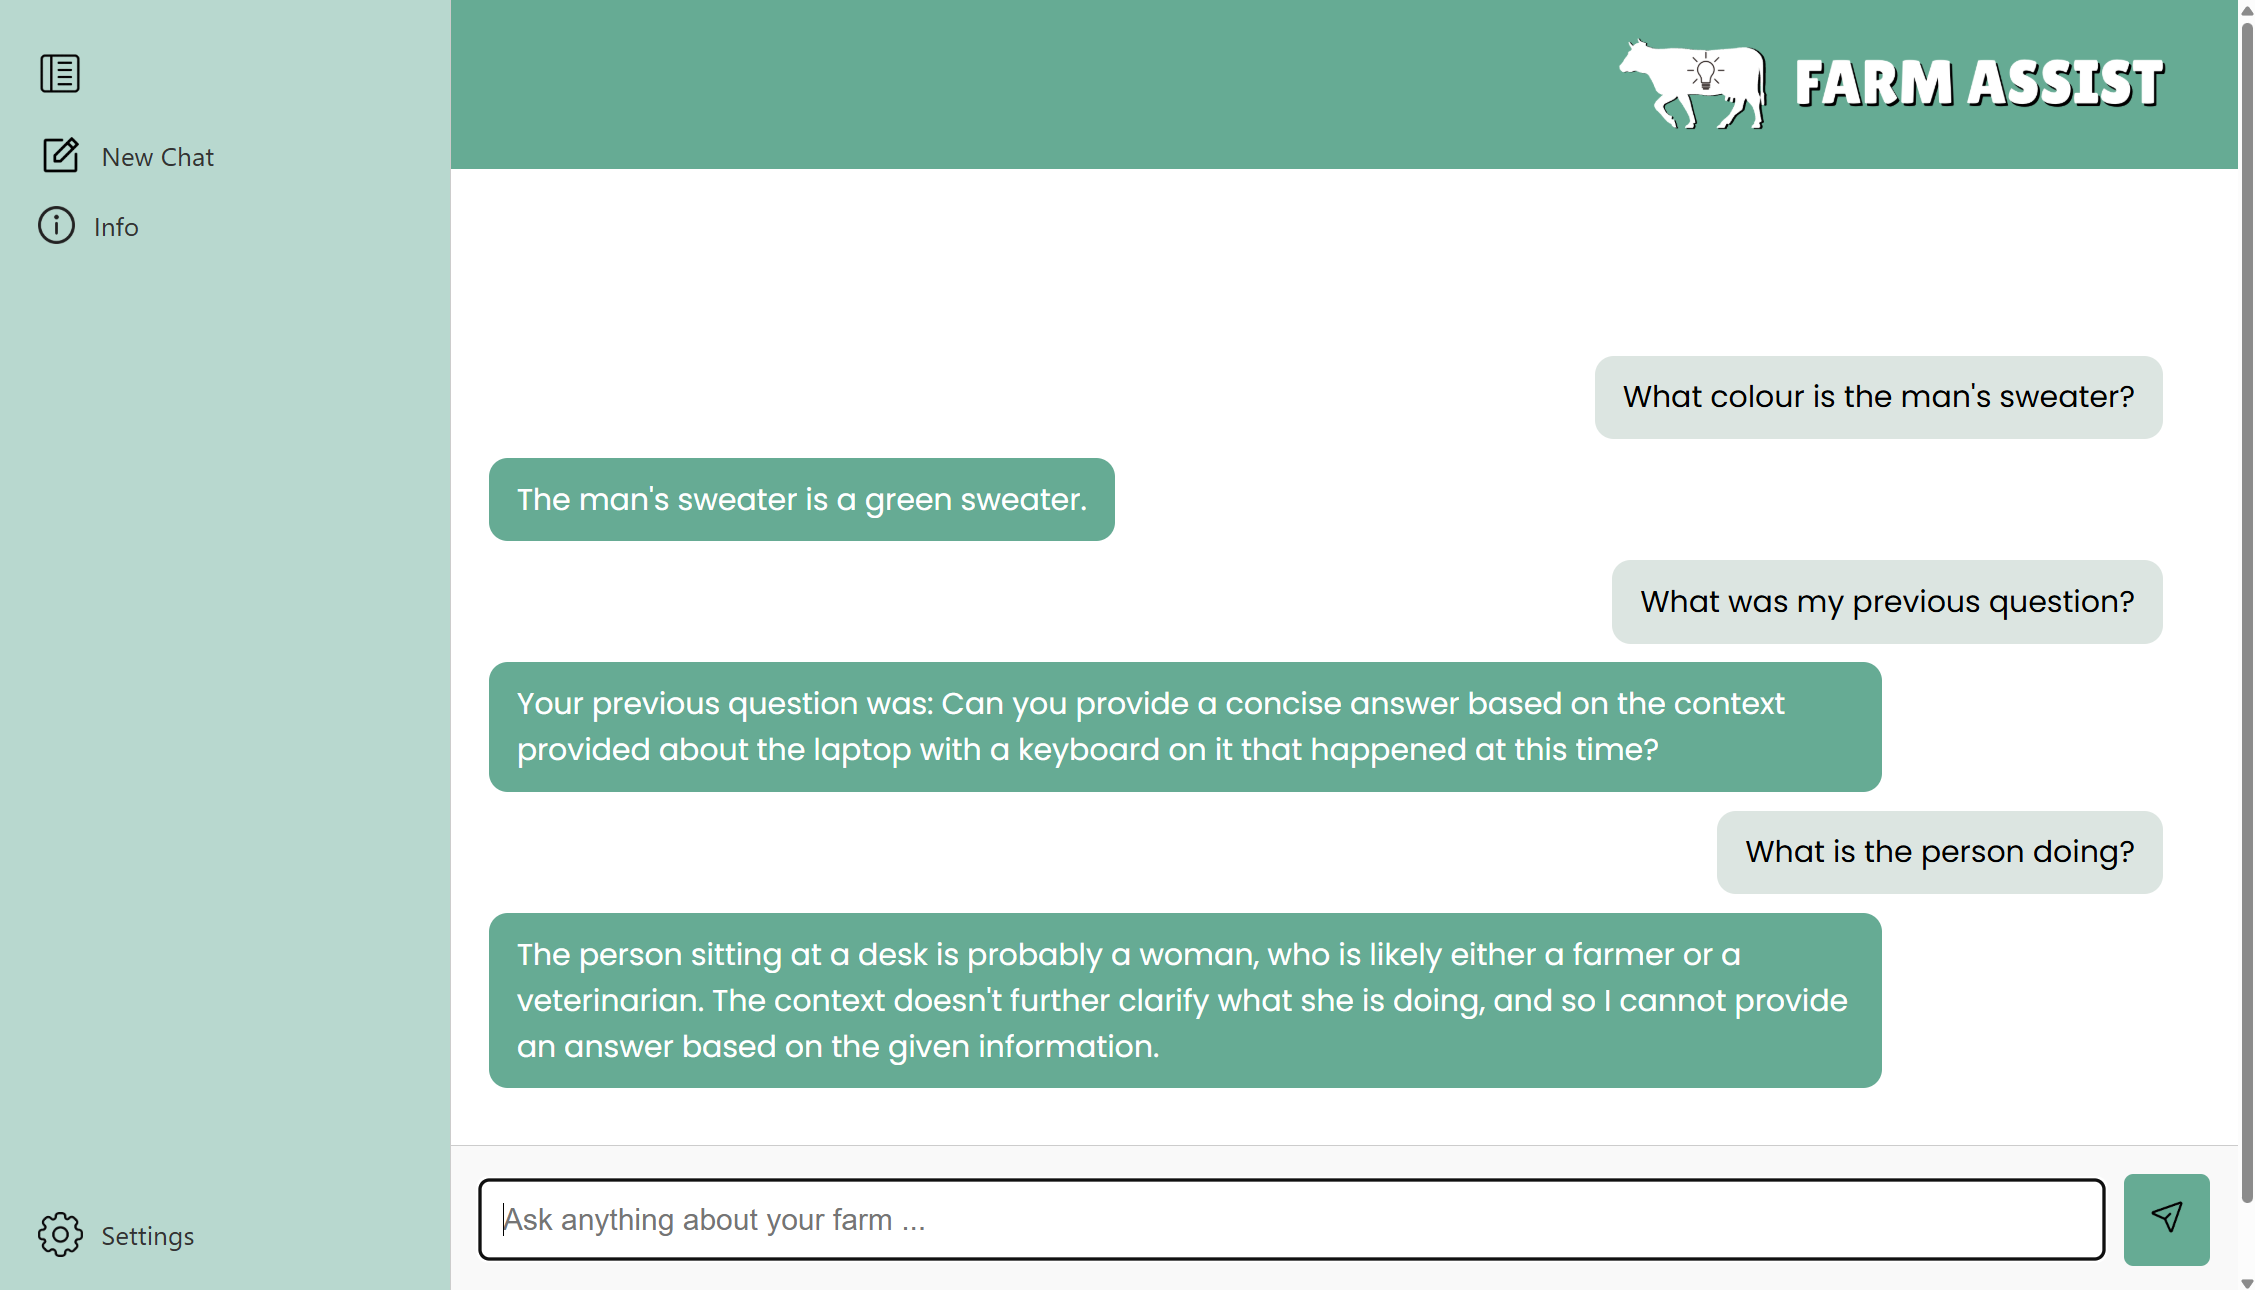 FARM ASSIST
New Chat
Info
What colour is the man's sweater?
The man's sweater is a green sweater.
What was my previous question?
Your previous question was: Can you provide a concise answer based on the context
provided about the laptop with a keyboard on it that happened at this time?
What is the person doing?
The person sitting at a desk is probably a woman, who is likely either a farmer or a
veterinarian. The context doesn't further clarify what she is doing, and so I cannot provide
an answer based on the given information.
Ask anything about your farm ...
Settings